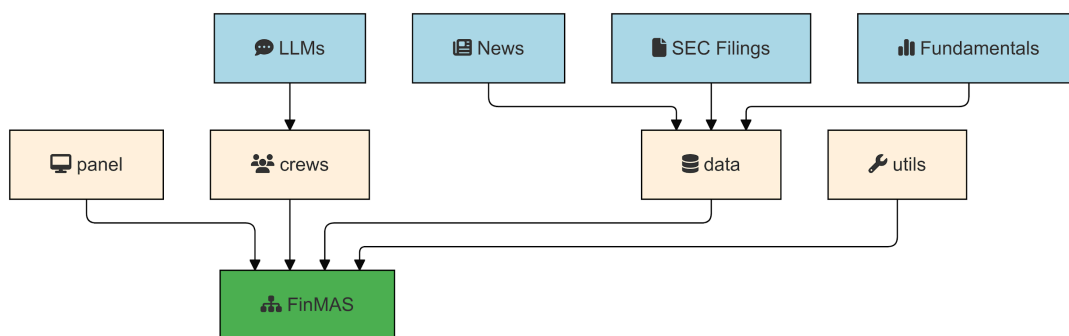 LLMs
News
SEC Filings
Fundamentals
panel
crews
data
utils
FinMAS